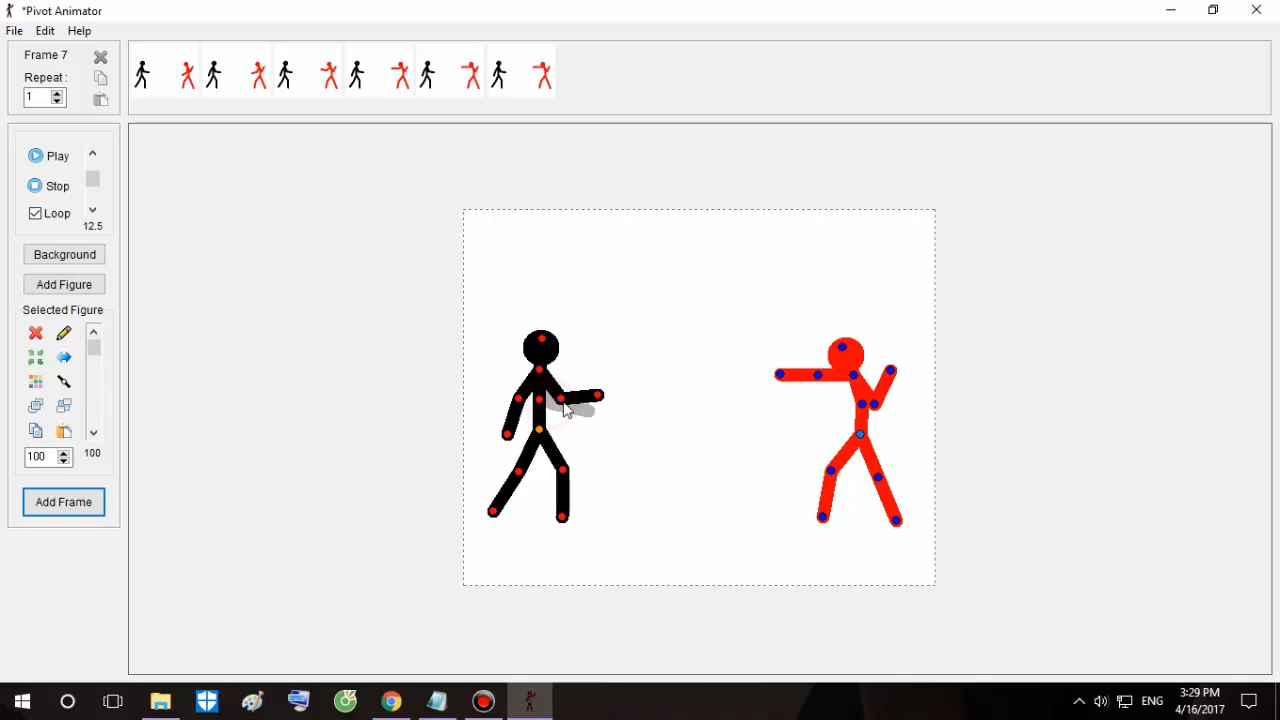 *Pivot Animator
File Edit Help
Frame 7
Repeat :
1
Play
Stop
Loop
12.5
Background
Add Figure
Selected Figure
100
100
Add Frame
ENG
3:29 PM
4/16/2017